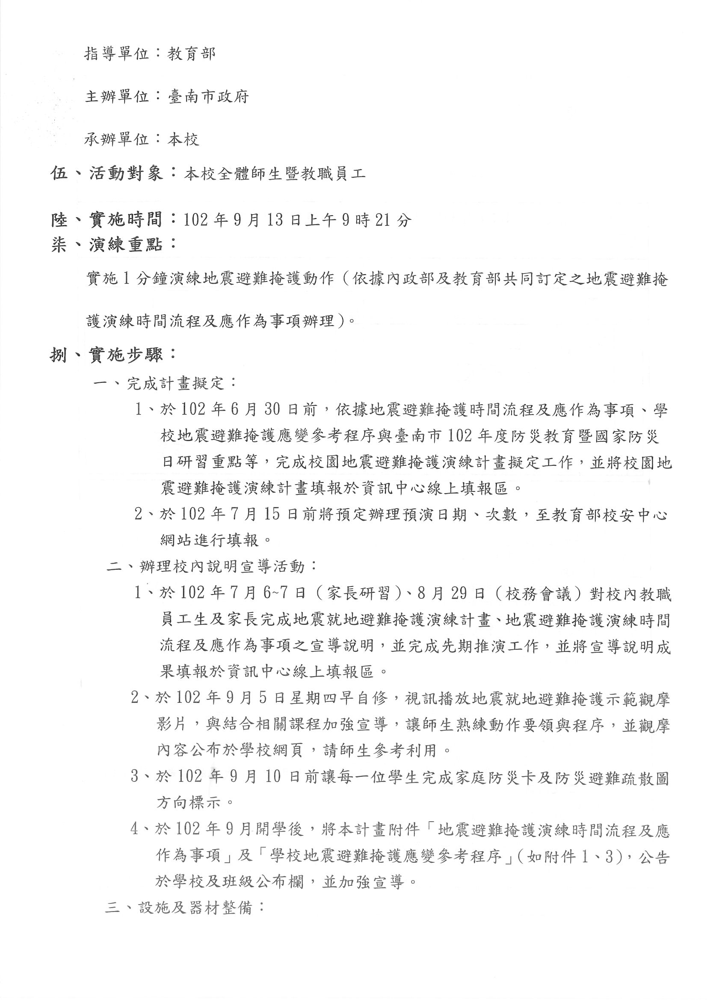 指導單位：教育部
主辦單位：臺南市政府
承辦單位：本校
伍、活動對象：本校全體師生暨教職員工
陸、實施時間：102 年 9 月 13 日上午 9 時 21 分
柒、演練重點：
實施 1 分鐘演練地震避難掩護動作（依據內政部及教育部共同訂定之地震避難掩
護演練時間流程及應作為事項辦理）。
捌、實施步驟：
一、完成計畫擬定：
1、於 102 年 6 月 30 日前，依據地震避難掩護時間流程及應作為事項、學
校地震避難掩護應變參考程序與臺南市 102 年度防災教育暨國家防災
日研習重點等，完成校園地震避難掩護演練計畫擬定工作，並將校園地
震避難掩護演練計畫填報於資訊中心線上填報區。
2、於 102 年 7 月 15 日前將預定辦理預演日期、次數，至教育部校安中心
網站進行填報。
二、辦理校內說明宣導活動：
1、於 102 年 7 月 6~7 日（家長研習）、8 月 29 日（校務會議）對校內教職
員工生及家長完成地震就地避難掩護演練計畫、地震避難掩護演練時間
流程及應作為事項之宣導說明，並完成先期推演工作，並將宣導說明成
果填報於資訊中心線上填報區。
2、於 102 年 9 月 5 日星期四早自修，視訊播放地震就地避難掩護示範觀摩
影片，與結合相關課程加強宣導，讓師生熟練動作要領與程序，並觀摩
內容公布於學校網頁，請師生參考利用。
3、於 102 年 9 月 10 日前讓每一位學生完成家庭防災卡及防災避難疏散圖
方向標示。
4、於 102 年 9 月開學後，將本計畫附件「地震避難掩護演練時間流程及應
作為事項」及「學校地震避難掩護應變參考程序」（如附件 1、3），公告
於學校及班級公布欄，並加強宣導。
三、設施及器材整備：